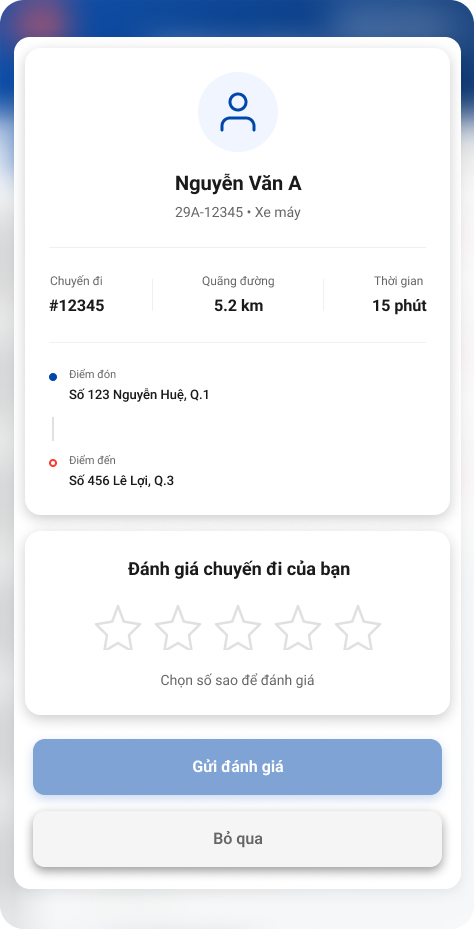 Nguyễn Văn A
29A-12345 • Xe máy
Chuyến đi
Quãng đường
Thời gian
#12345
5.2 km
15 phút
Điểm đón
Số 123 Nguyễn Huệ, Q.1
Điểm đến
Số 456 Lê Lợi, Q.3
Đánh giá chuyến đi của bạn
Chọn số sao để đánh giá
Gửi đánh giá
Bỏ qua